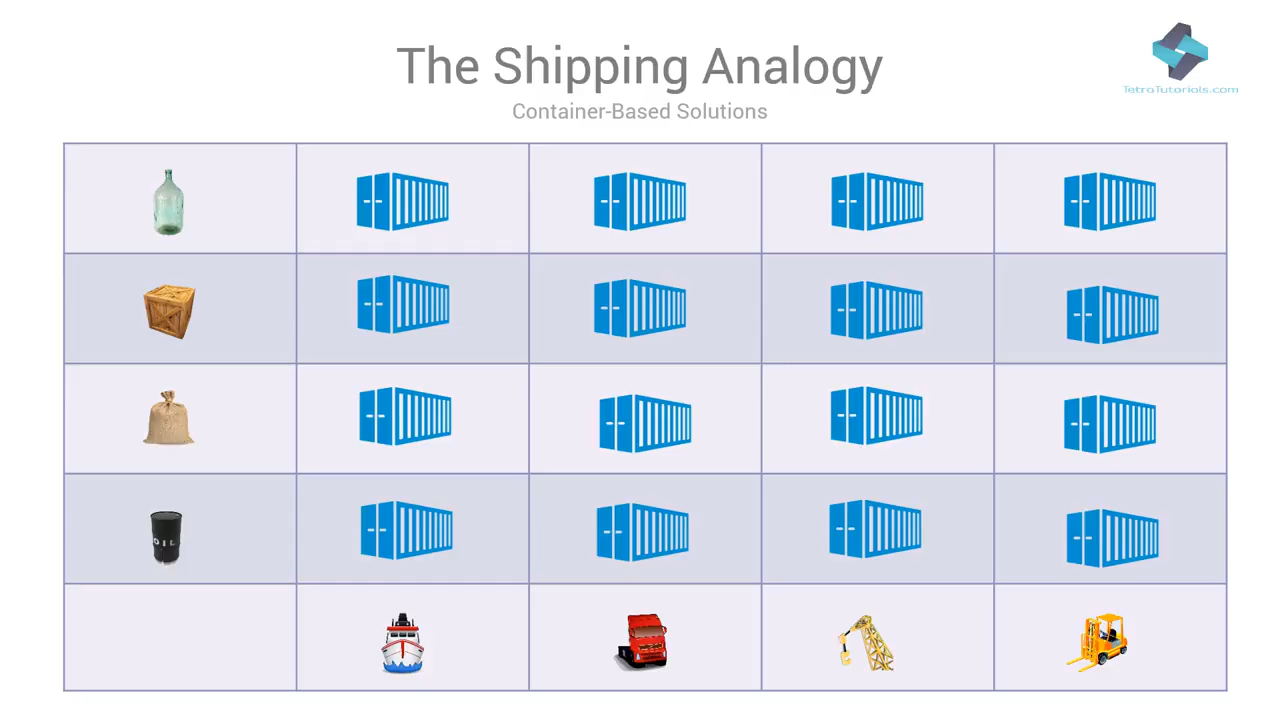 The Shipping Analogy
Container-Based Solutions
TetraTutorials.com
OIL